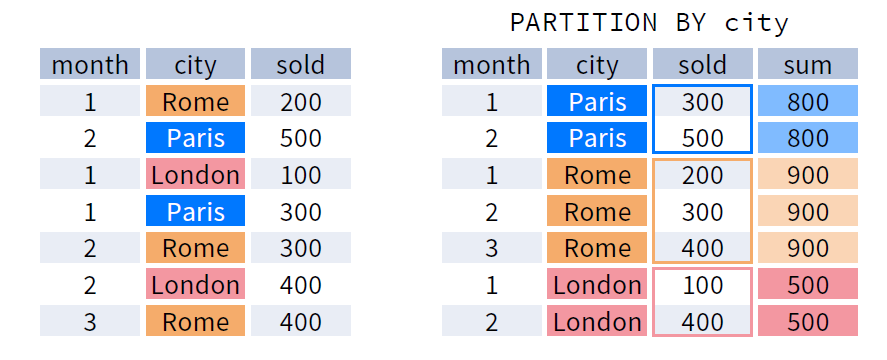 PARTITION BY city
month city sold
1 Rome 200
2 Paris 500
1 London 100
1 Paris 300
2 Rome 300
2 London 400
3 Rome 400
month city sold sum
1 Paris 300 800
2 Paris 500 800
1 Rome 200 900
2 Rome 300 900
3 Rome 400 900
1 London 100 500
2 London 400 500